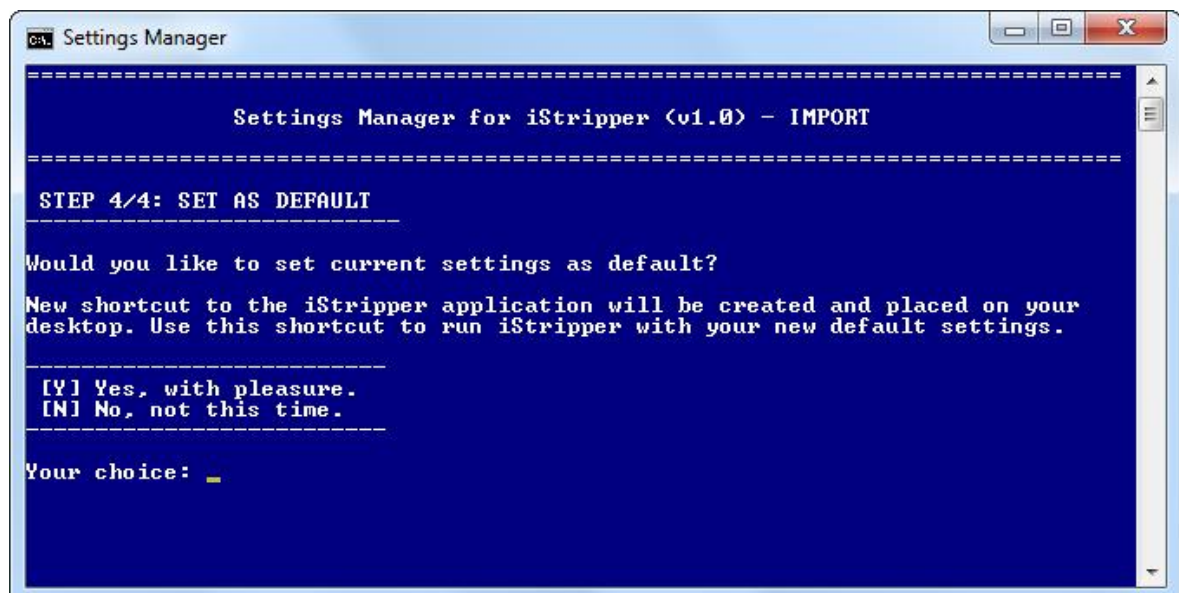 Settings Manager
================================================================================
Settings Manager for iStripper (v1.0) - IMPORT
================================================================================
STEP 4/4: SET AS DEFAULT
Would you like to set current settings as default?
New shortcut to the iStripper application will be created and placed on your
desktop. Use this shortcut to run iStripper with your new default settings.
[Y] Yes, with pleasure.
[N] No, not this time.
Your choice: _